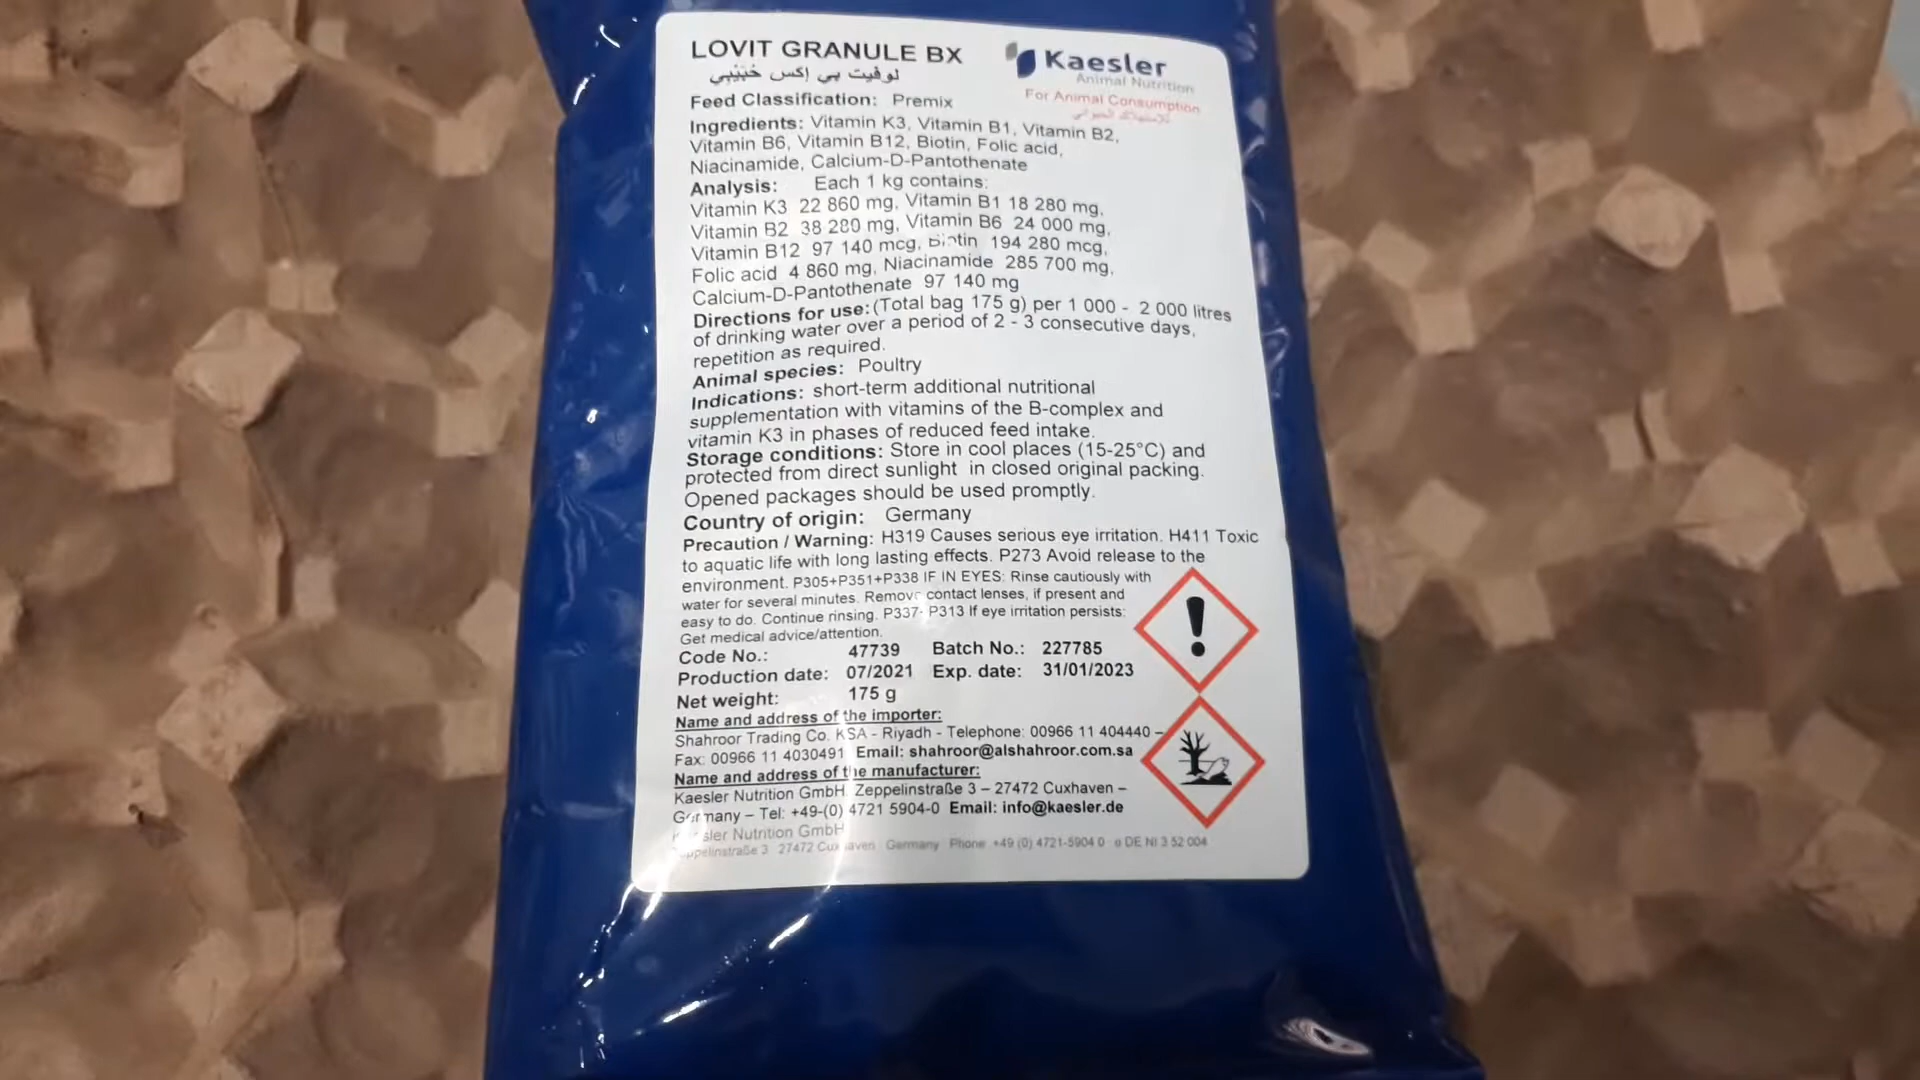 LOVIT GRANULE BX
Kaesler
Animal Nutrition
لوفيت بي إكس حُبَيْبي
For Animal Consumption
للإستهلاك الحيواني
Feed Classification: Premix
Ingredients: Vitamin K3, Vitamin B1, Vitamin B2,
Vitamin B6, Vitamin B12, Biotin, Folic acid,
Niacinamide, Calcium-D-Pantothenate
Analysis: Each 1 kg contains:
Vitamin K3 22 860 mg, Vitamin B1 18 280 mg,
Vitamin B2 38 280 mg, Vitamin B6 24 000 mg,
Vitamin B12 97 140 mcg, Biotin 194 280 mcg,
Folic acid 4 860 mg, Niacinamide 285 700 mg,
Calcium-D-Pantothenate 97 140 mg
Directions for use: (Total bag 175 g) per 1 000 - 2 000 litres
of drinking water over a period of 2 - 3 consecutive days,
repetition as required.
Animal species: Poultry
Indications: short-term additional nutritional
supplementation with vitamins of the B-complex and
vitamin K3 in phases of reduced feed intake.
Storage conditions: Store in cool places (15-25°C) and
protected from direct sunlight in closed original packing.
Opened packages should be used promptly.
Country of origin: Germany
Precaution / Warning: H319 Causes serious eye irritation. H411 Toxic
to aquatic life with long lasting effects. P273 Avoid release to the
environment. P305+P351+P338 IF IN EYES: Rinse cautiously with
water for several minutes. Remove contact lenses, if present and
easy to do. Continue rinsing. P337+ P313 If eye irritation persists:
Get medical advice/attention.
Code No.: 47739 Batch No.: 227785
Production date: 07/2021 Exp. date: 31/01/2023
Net weight: 175 g
Name and address of the importer:
Shahroor Trading Co. KSA - Riyadh - Telephone: 00966 11 404440 –
Fax: 00966 11 4030491 Email: shahroor@alshahroor.com.sa
Name and address of the manufacturer:
Kaesler Nutrition GmbH, Zeppelinstraße 3 – 27472 Cuxhaven –
Germany – Tel: +49-(0) 4721 5904-0 Email: info@kaesler.de
Kaesler Nutrition GmbH
Zeppelinstraße 3 27472 Cuxhaven Germany Phone +49 (0) 4721-5904 0 α DE NI 3 52 004